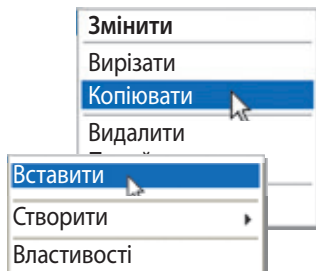 Змінити
Вирізати
Копіювати
Видалити
Вставити
Створити
Властивості